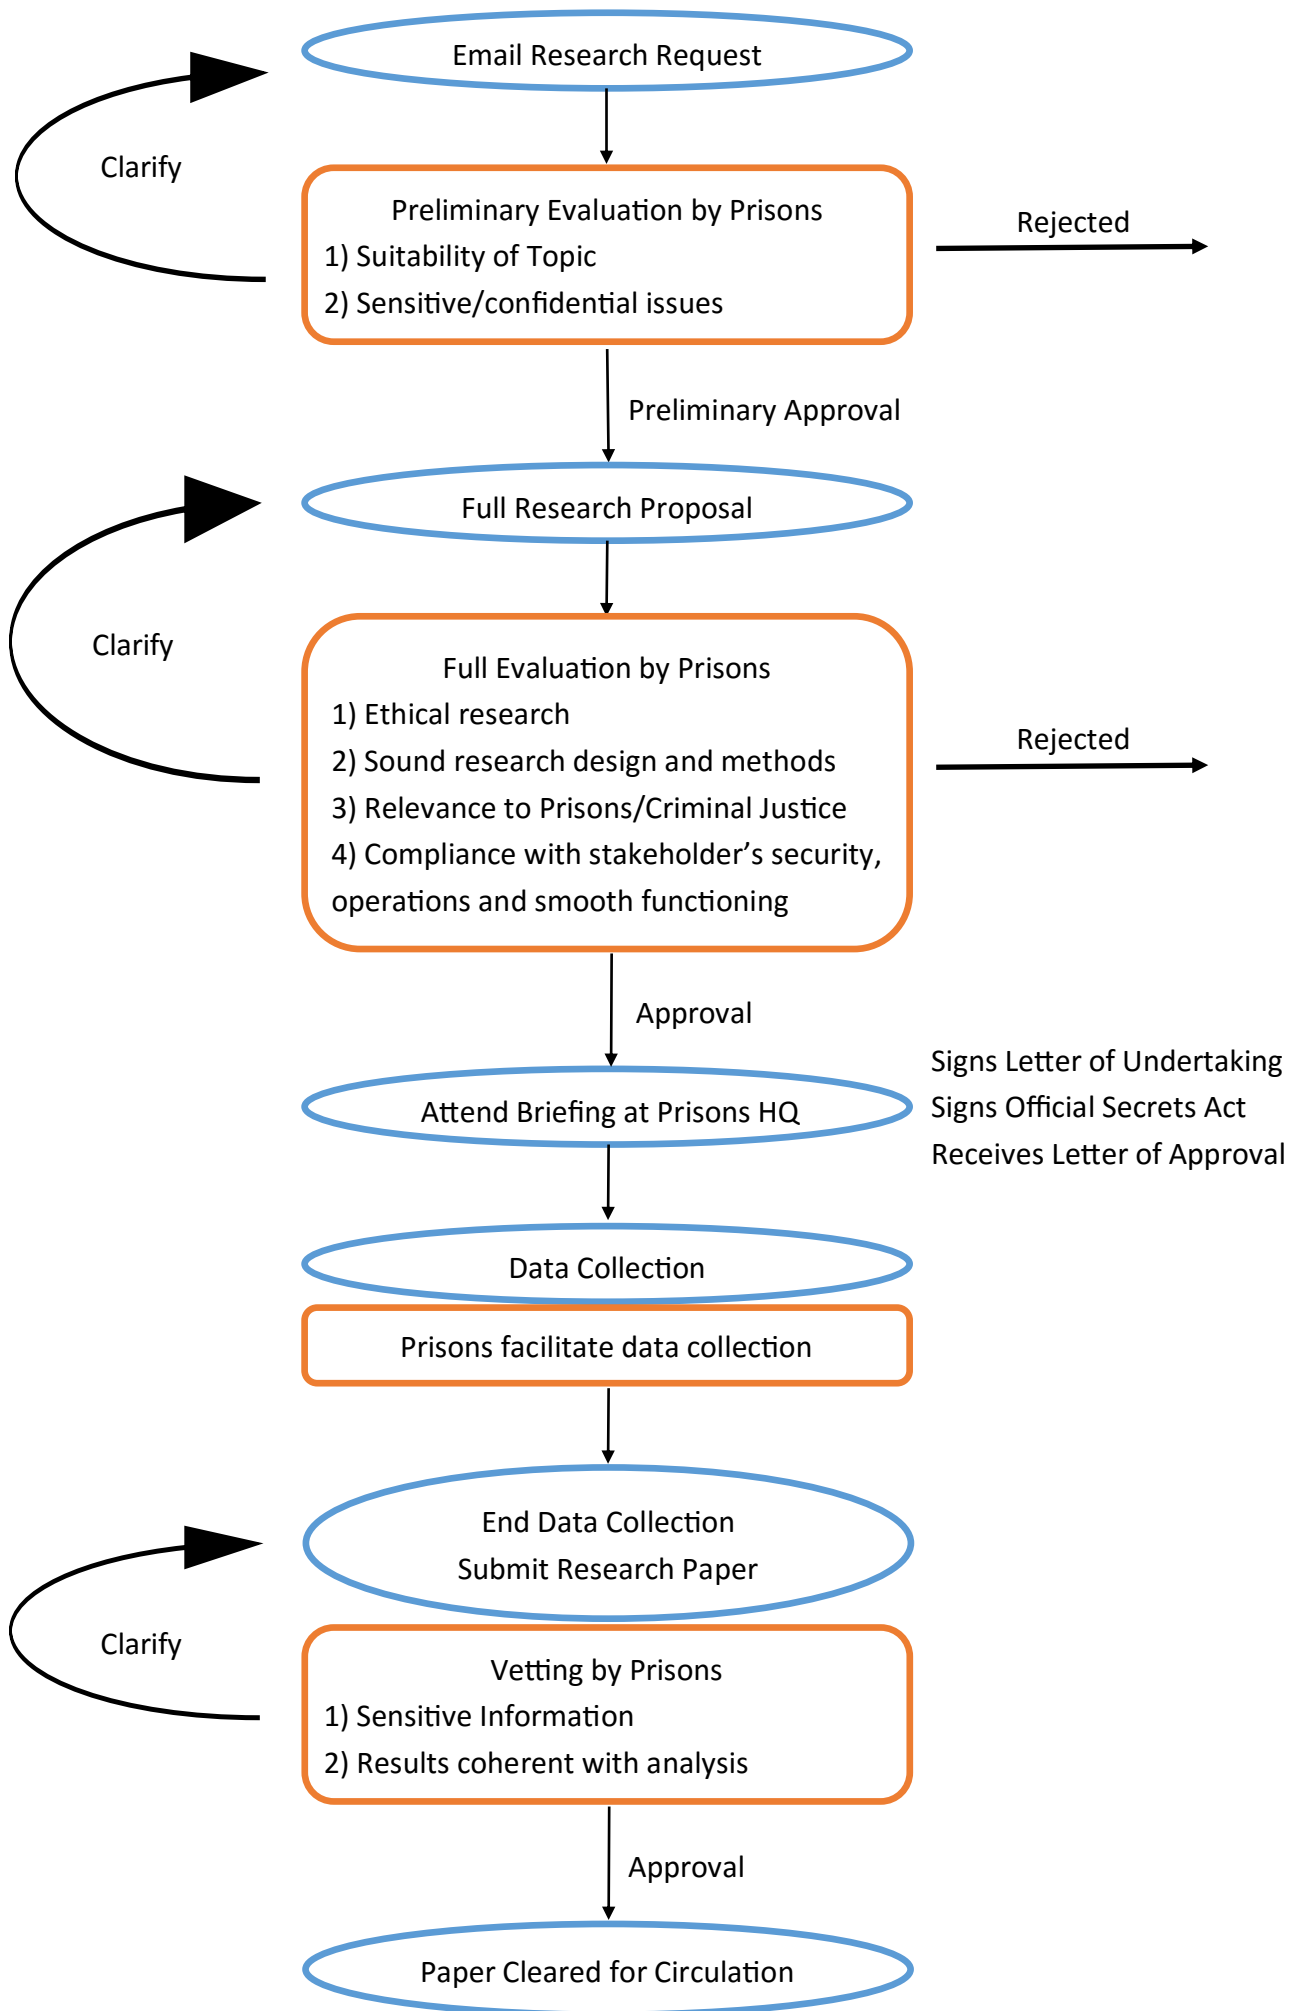 Email Research Request
Clarify
Preliminary Evaluation by Prisons
1) Suitability of Topic
2) Sensitive/confidential issues
Rejected
Preliminary Approval
Full Research Proposal
Clarify
Full Evaluation by Prisons
1) Ethical research
2) Sound research design and methods
3) Relevance to Prisons/Criminal Justice
4) Compliance with stakeholder’s security,
operations and smooth functioning
Rejected
Approval
Attend Briefing at Prisons HQ
Signs Letter of Undertaking
Signs Official Secrets Act
Receives Letter of Approval
Data Collection
Prisons facilitate data collection
End Data Collection
Submit Research Paper
Clarify
Vetting by Prisons
1) Sensitive Information
2) Results coherent with analysis
Approval
Paper Cleared for Circulation